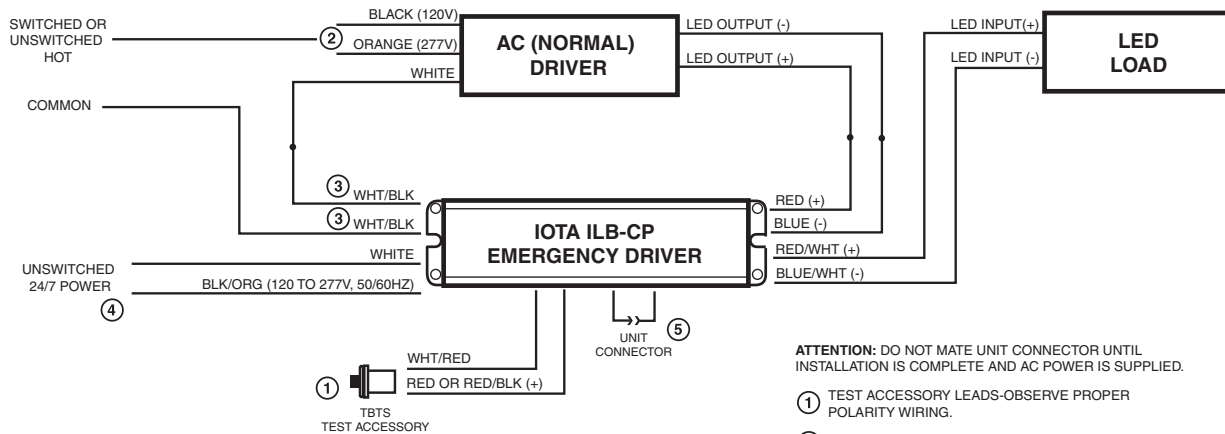 SWITCHED OR
UNSWITCHED
HOT
②
BLACK (120V)
ORANGE (277V)
WHITE
AC (NORMAL)
DRIVER
LED OUTPUT (-)
LED OUTPUT (+)
LED INPUT(+)
LED INPUT (-)
LED
LOAD
COMMON
③ WHT/BLK
③ WHT/BLK
WHITE
UNSWITCHED
24/7 POWER
④
BLK/ORG (120 TO 277V, 50/60HZ)
IOTA ILB-CP
EMERGENCY DRIVER
RED (+)
BLUE (-)
RED/WHT (+)
BLUE/WHT (-)
UNIT
CONNECTOR
⑤
WHT/RED
RED OR RED/BLK (+)
①
TBTS
TEST ACCESSORY
ATTENTION: DO NOT MATE UNIT CONNECTOR UNTIL
INSTALLATION IS COMPLETE AND AC POWER IS SUPPLIED.
① TEST ACCESSORY LEADS-OBSERVE PROPER
POLARITY WIRING.